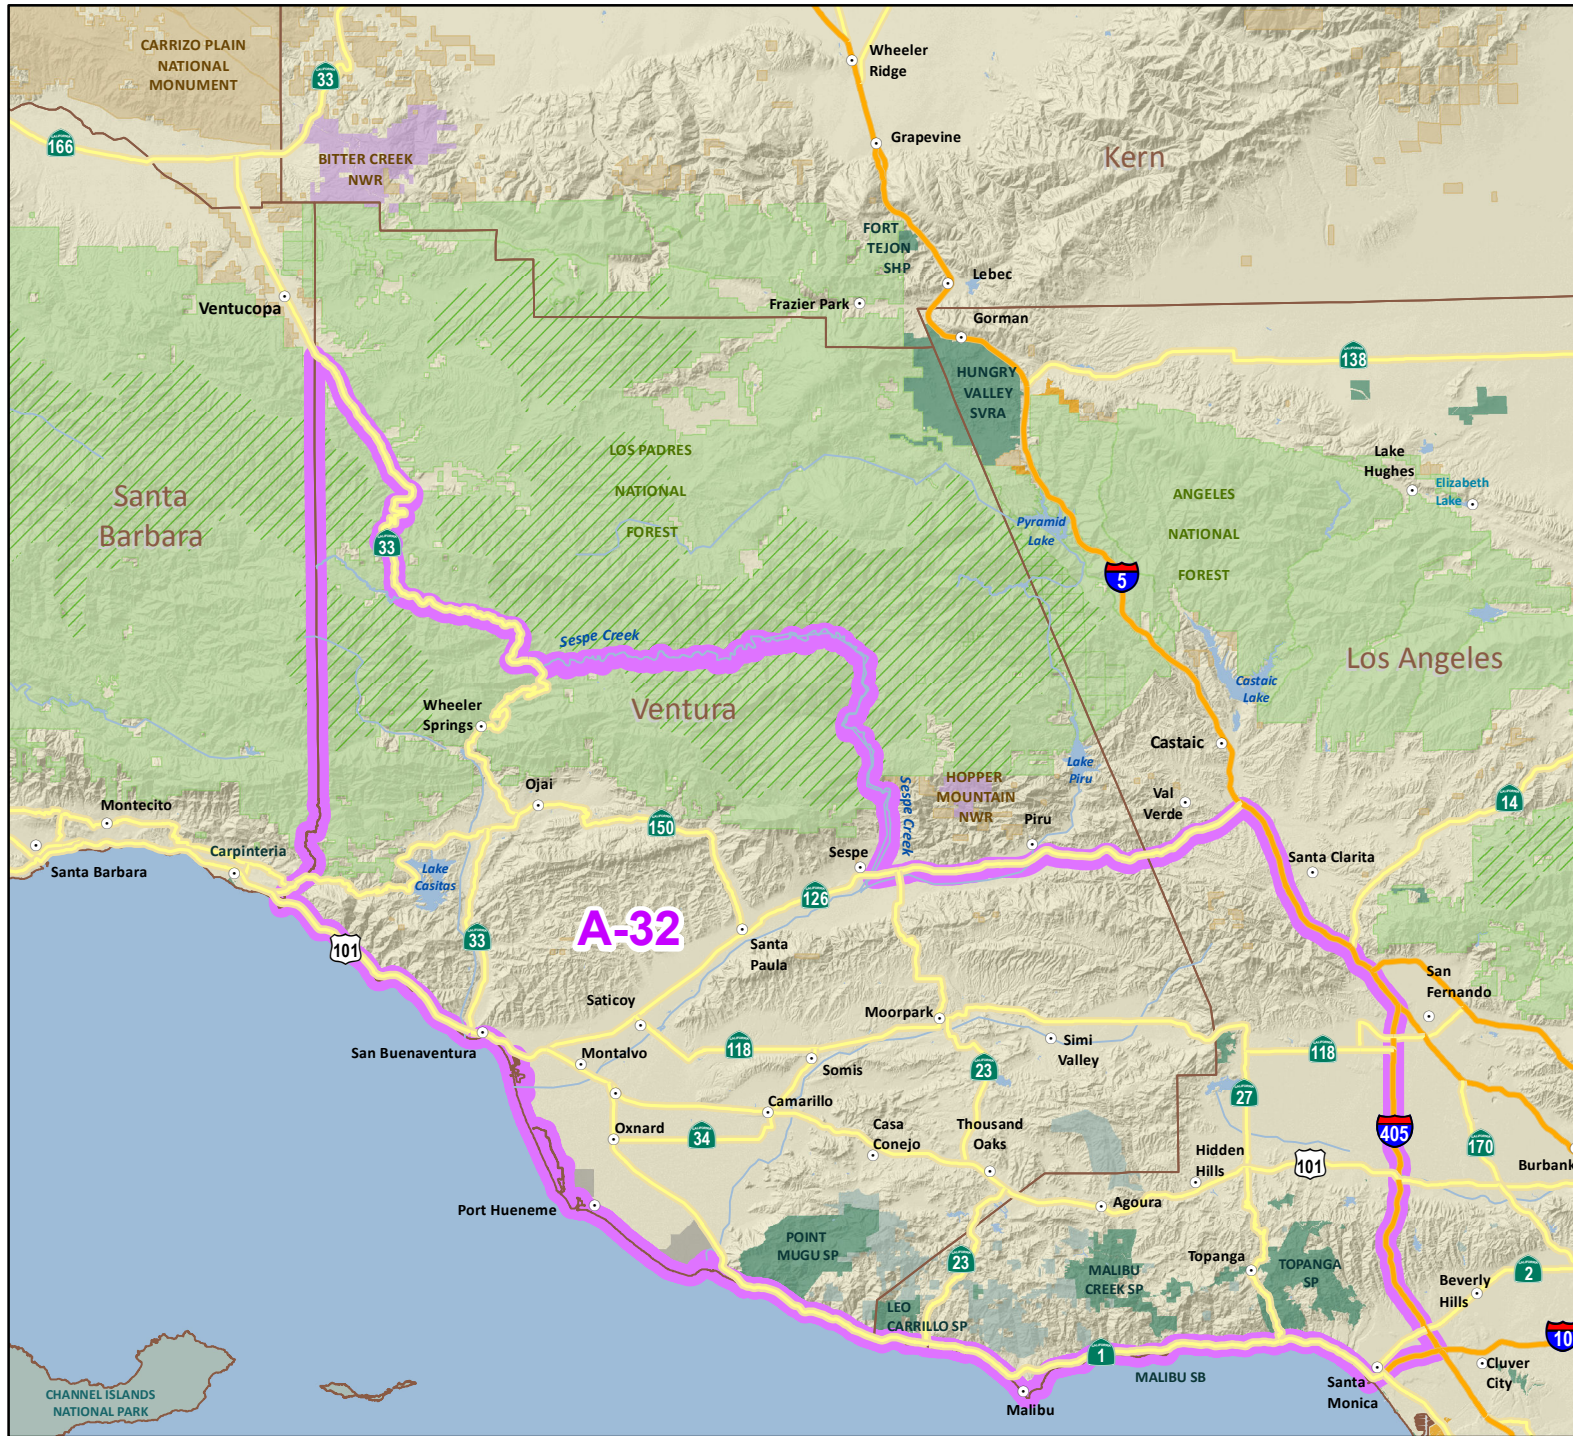 CARRIZO PLAIN
NATIONAL
MONUMENT
33
166
BITTER CREEK
NWR
Wheeler
Ridge
Grapevine
Kern
FORT
TEJON
SHP
Lebec
Frazier Park
Gorman
Ventucopa
138
HUNGRY
VALLEY
SVRA
LOS PADRES
NATIONAL
FOREST
Santa
Barbara
Lake
Hughes
Elizabeth
Lake
ANGELES
NATIONAL
FOREST
Pyramid
Lake
33
5
Sespe Creek
Los Angeles
Castaic
Lake
Wheeler
Springs
Ventura
Castaic
Lake
Piru
HOPPER
MOUNTAIN
NWR
Sespe Creek
Ojai
Val
Verde
14
Montecito
150
Piru
Santa Barbara
Carpinteria
Lake
Casitas
Sespe
Santa Clarita
126
A-32
33
101
Santa
Paula
San
Fernando
Saticoy
Moorpark
San Buenaventura
Montalvo
118
Somis
Simi
Valley
118
23
27
Camarillo
Oxnard
34
Casa
Conejo
Thousand
Oaks
405
170
Hidden
Hills
101
Burbank
Port Hueneme
Agoura
POINT
MUGU SP
23
MALIBU
CREEK SP
Topanga
TOPANGA
SP
Beverly
Hills
2
LEO
CARRILLO SP
10
1
MALIBU SB
Cluver
City
Santa
Monica
Malibu
CHANNEL ISLANDS
NATIONAL PARK